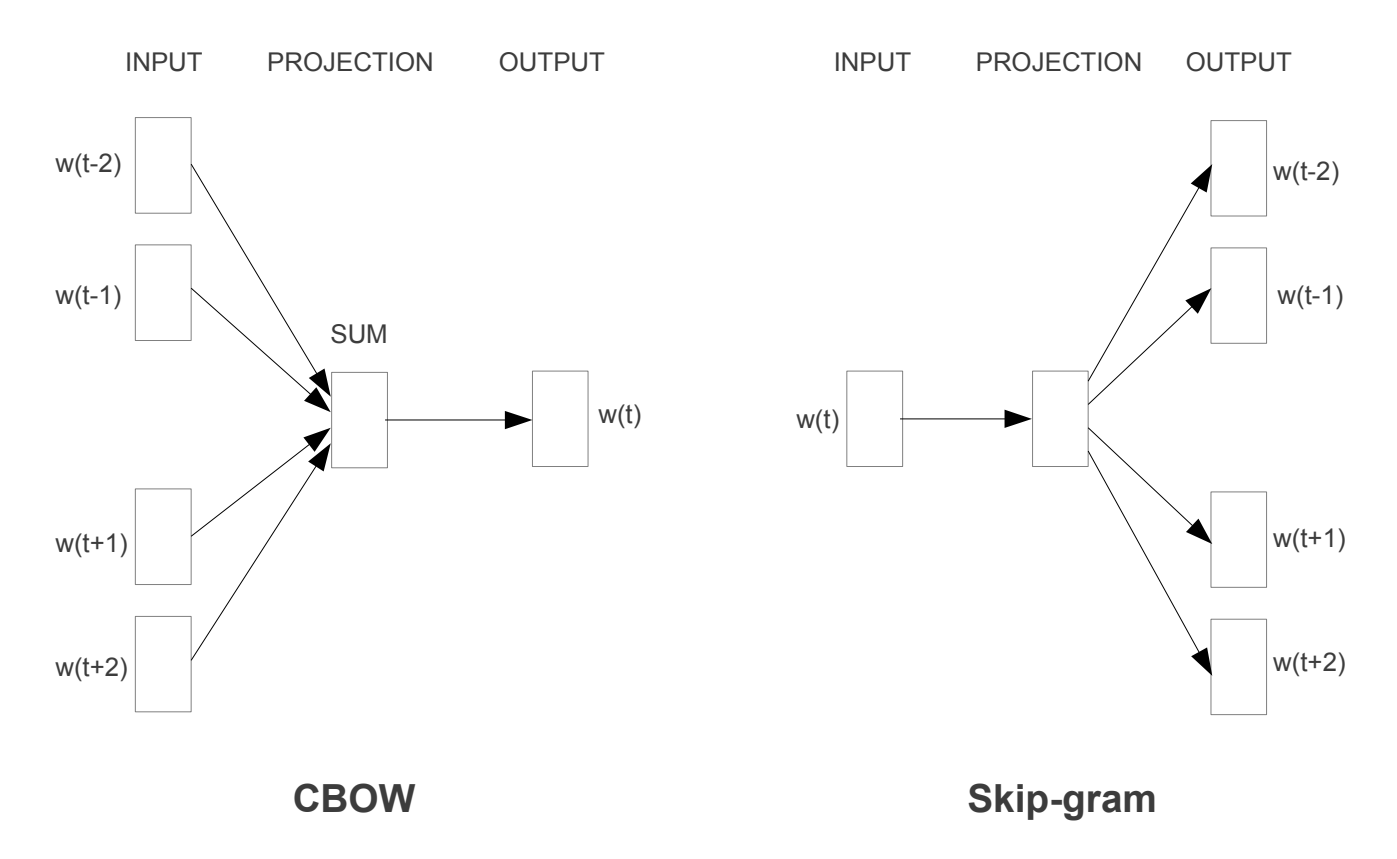 INPUT PROJECTION OUTPUT
w(t-2)
w(t-1)
SUM
w(t)
w(t+1)
w(t+2)
CBOW
INPUT PROJECTION OUTPUT
w(t-2)
w(t-1)
w(t)
w(t+1)
w(t+2)
Skip-gram